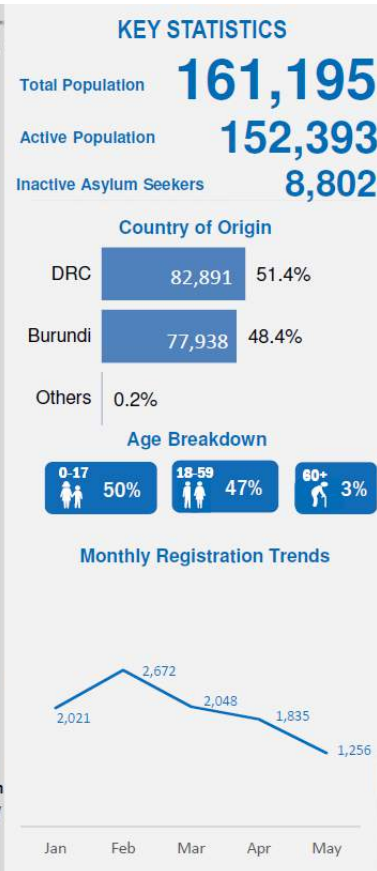 KEY STATISTICS
Total Population 161,195
Active Population 152,393
Inactive Asylum Seekers 8,802
Country of Origin
DRC 82,891 51.4%
Burundi 77,938 48.4%
Others 0.2%
Age Breakdown
0-17 50% 18-59 47% 60+ 3%
Monthly Registration Trends
2,021 2,672 2,048 1,835 1,256
Jan Feb Mar Apr May